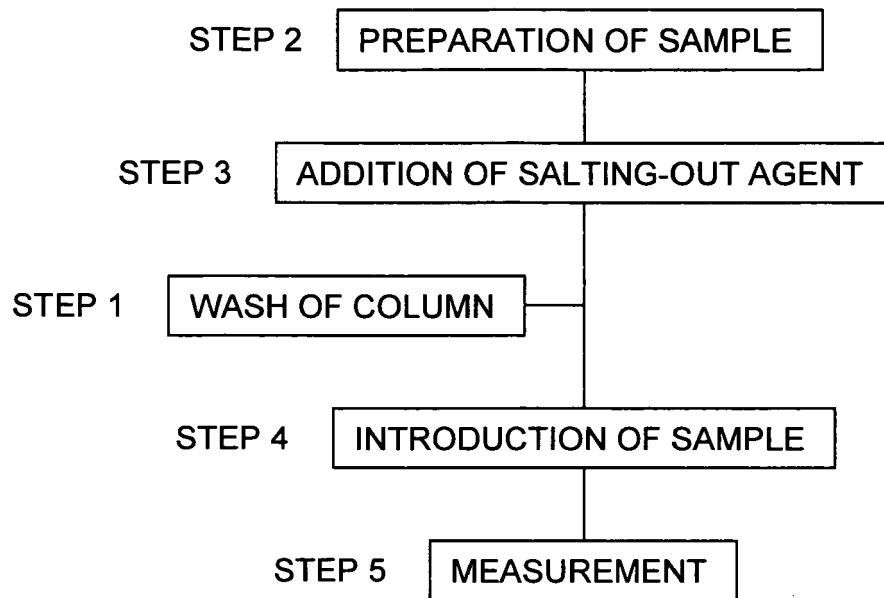 STEP 2 PREPARATION OF SAMPLE
STEP 3 ADDITION OF SALTING-OUT AGENT
STEP 1 WASH OF COLUMN
STEP 4 INTRODUCTION OF SAMPLE
STEP 5 MEASUREMENT